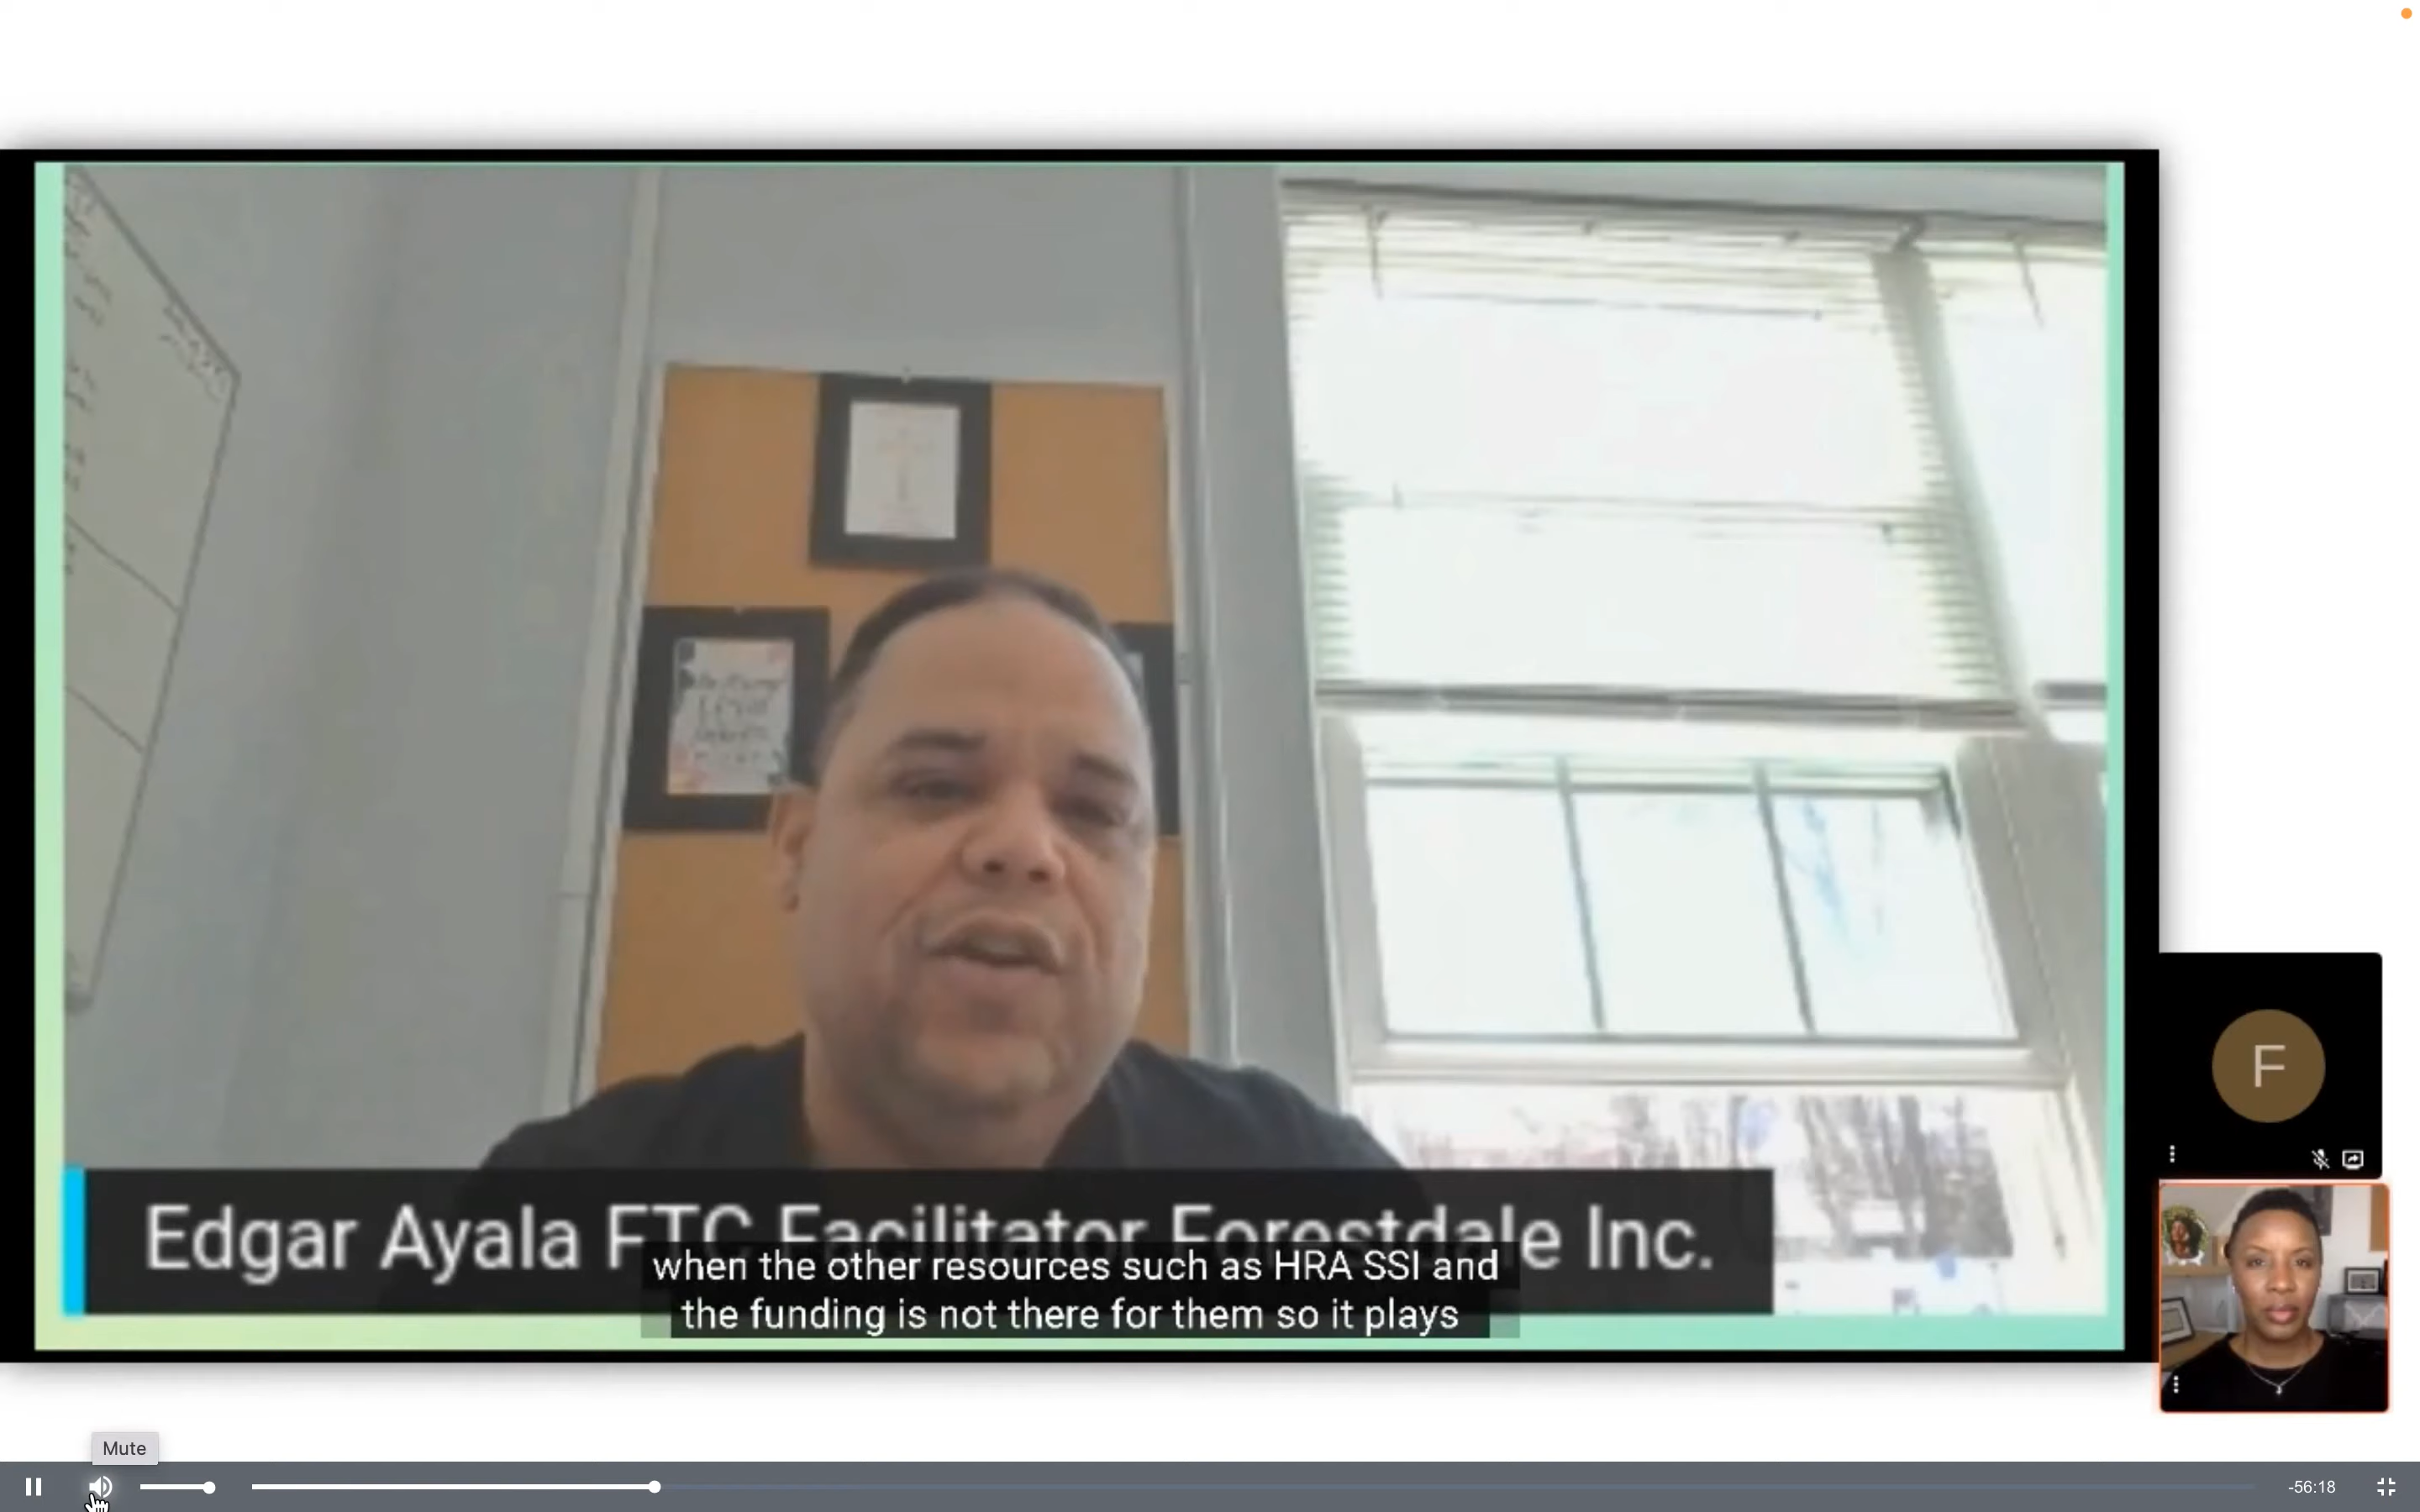 Edgar Ayala FTC Facilitator Forestdale Inc.
when the other resources such as HRA SSI and
the funding is not there for them so it plays
F
Mute
-56:18